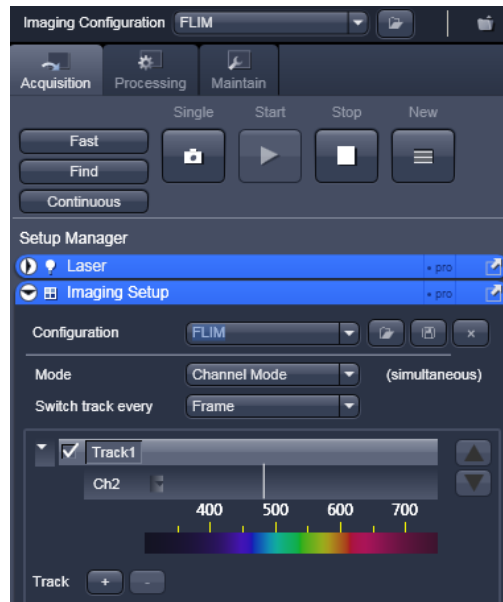 Imaging Configuration FLIM
Acquisition Processing Maintain
Single Start Stop New
Fast
Find
Continuous
Setup Manager
Laser • pro
Imaging Setup • pro
Configuration FLIM
Mode Channel Mode (simultaneous)
Switch track every Frame
Track1
Ch2
400 500 600 700
Track + -